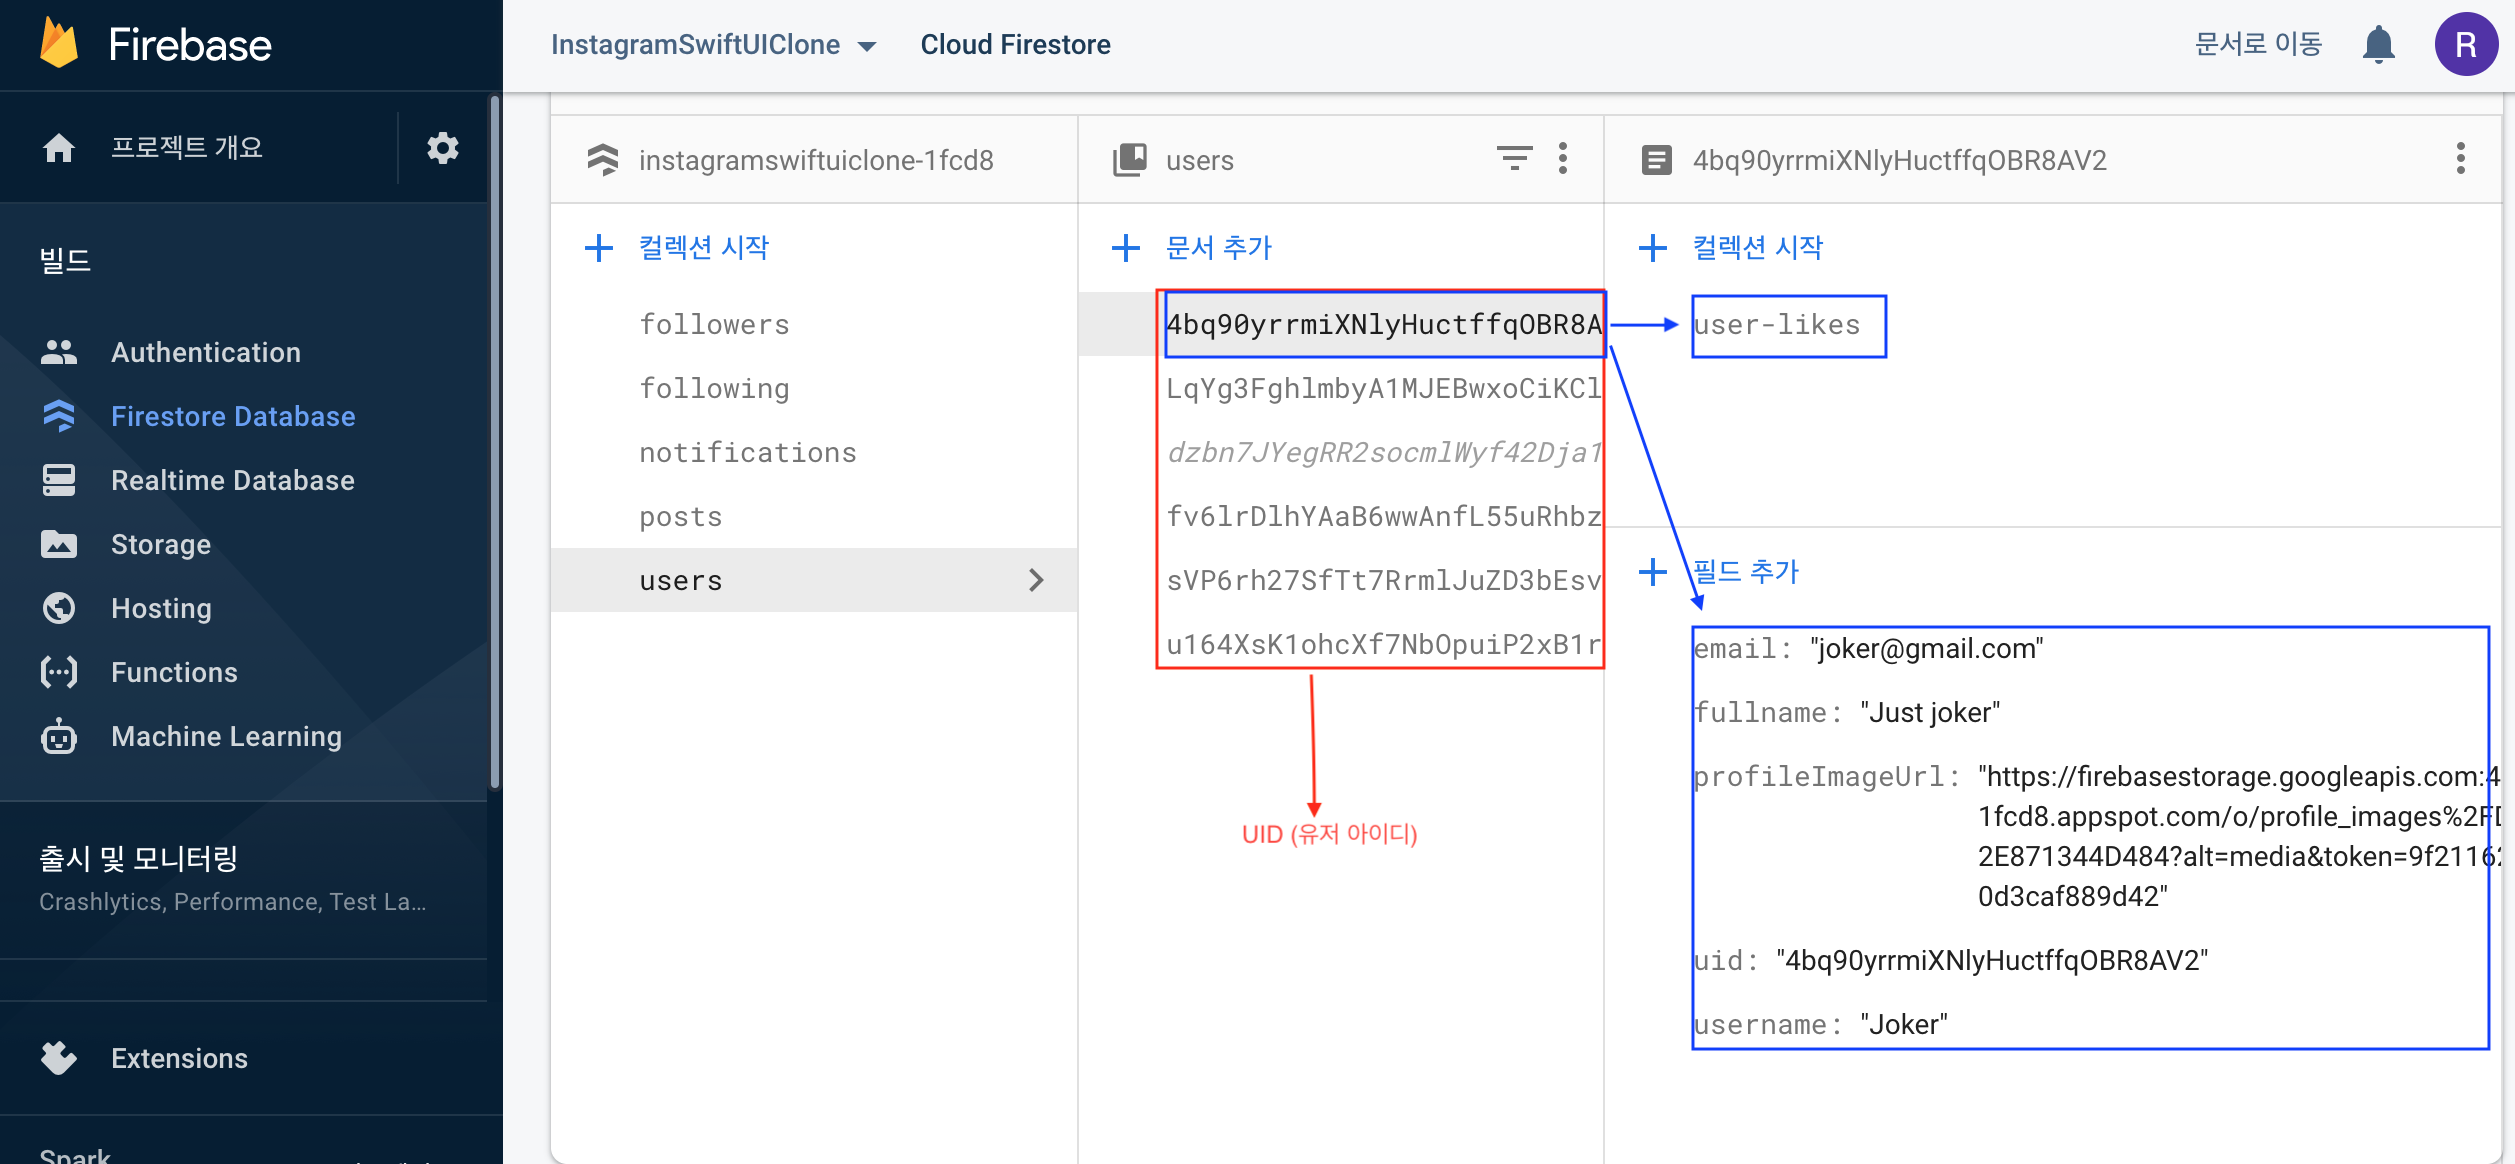 Firebase
InstagramSwiftUIClone
Cloud Firestore
문서로 이동
R
프로젝트 개요
빌드
Authentication
Firestore Database
Realtime Database
Storage
Hosting
Functions
Machine Learning
출시 및 모니터링
Crashlytics, Performance, Test La...
Extensions
Spark
instagramswiftuiclone-1fcd8
컬렉션 시작
followers
following
notifications
posts
users
users
문서 추가
4bq90yrrmiXNlyHuctffqOBR8A
LqYg3FghlmbyA1MJEBwxoCiKCl
dzbn7JYegRR2socmlWyf42Dja1
fv6lrDlhYAaB6wwAnfL55uRhbz
sVP6rh27SfTt7RrmlJuZD3bEsv
u164XsK1ohcXf7NbOpuiP2xB1r
UID (유저 아이디)
4bq90yrrmiXNlyHuctffqOBR8AV2
컬렉션 시작
user-likes
필드 추가
email: "joker@gmail.com"
fullname: "Just joker"
profileImageUrl: "https://firebasestorage.googleapis.com:4
1fcd8.appspot.com/o/profile_images%2FD
2E871344D484?alt=media&token=9f21162
0d3caf889d42"
uid: "4bq90yrrmiXNlyHuctffqOBR8AV2"
username: "Joker"